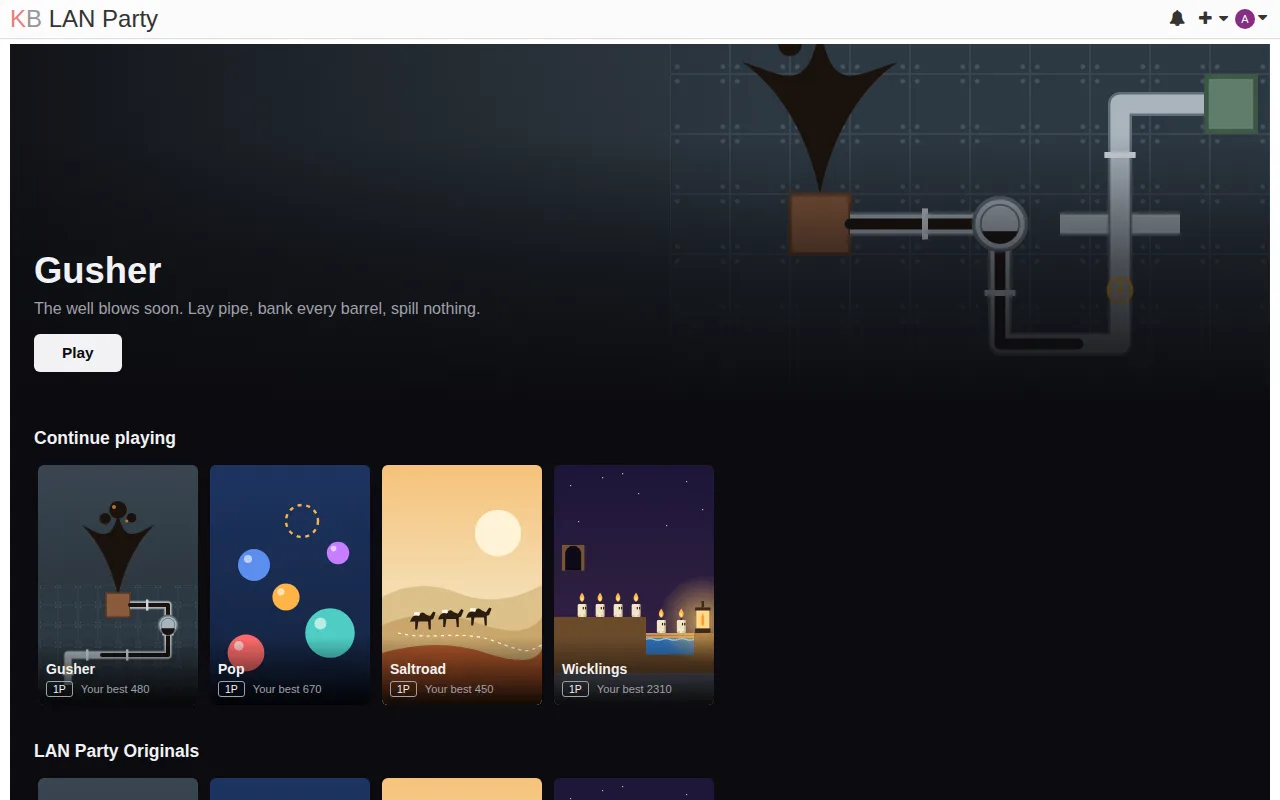 KB LAN Party
A
Gusher
The well blows soon. Lay pipe, bank every barrel, spill nothing.
Play
Continue playing
Gusher
1P Your best 480
Pop
1P Your best 670
Saltroad
1P Your best 450
Wicklings
1P Your best 2310
LAN Party Originals